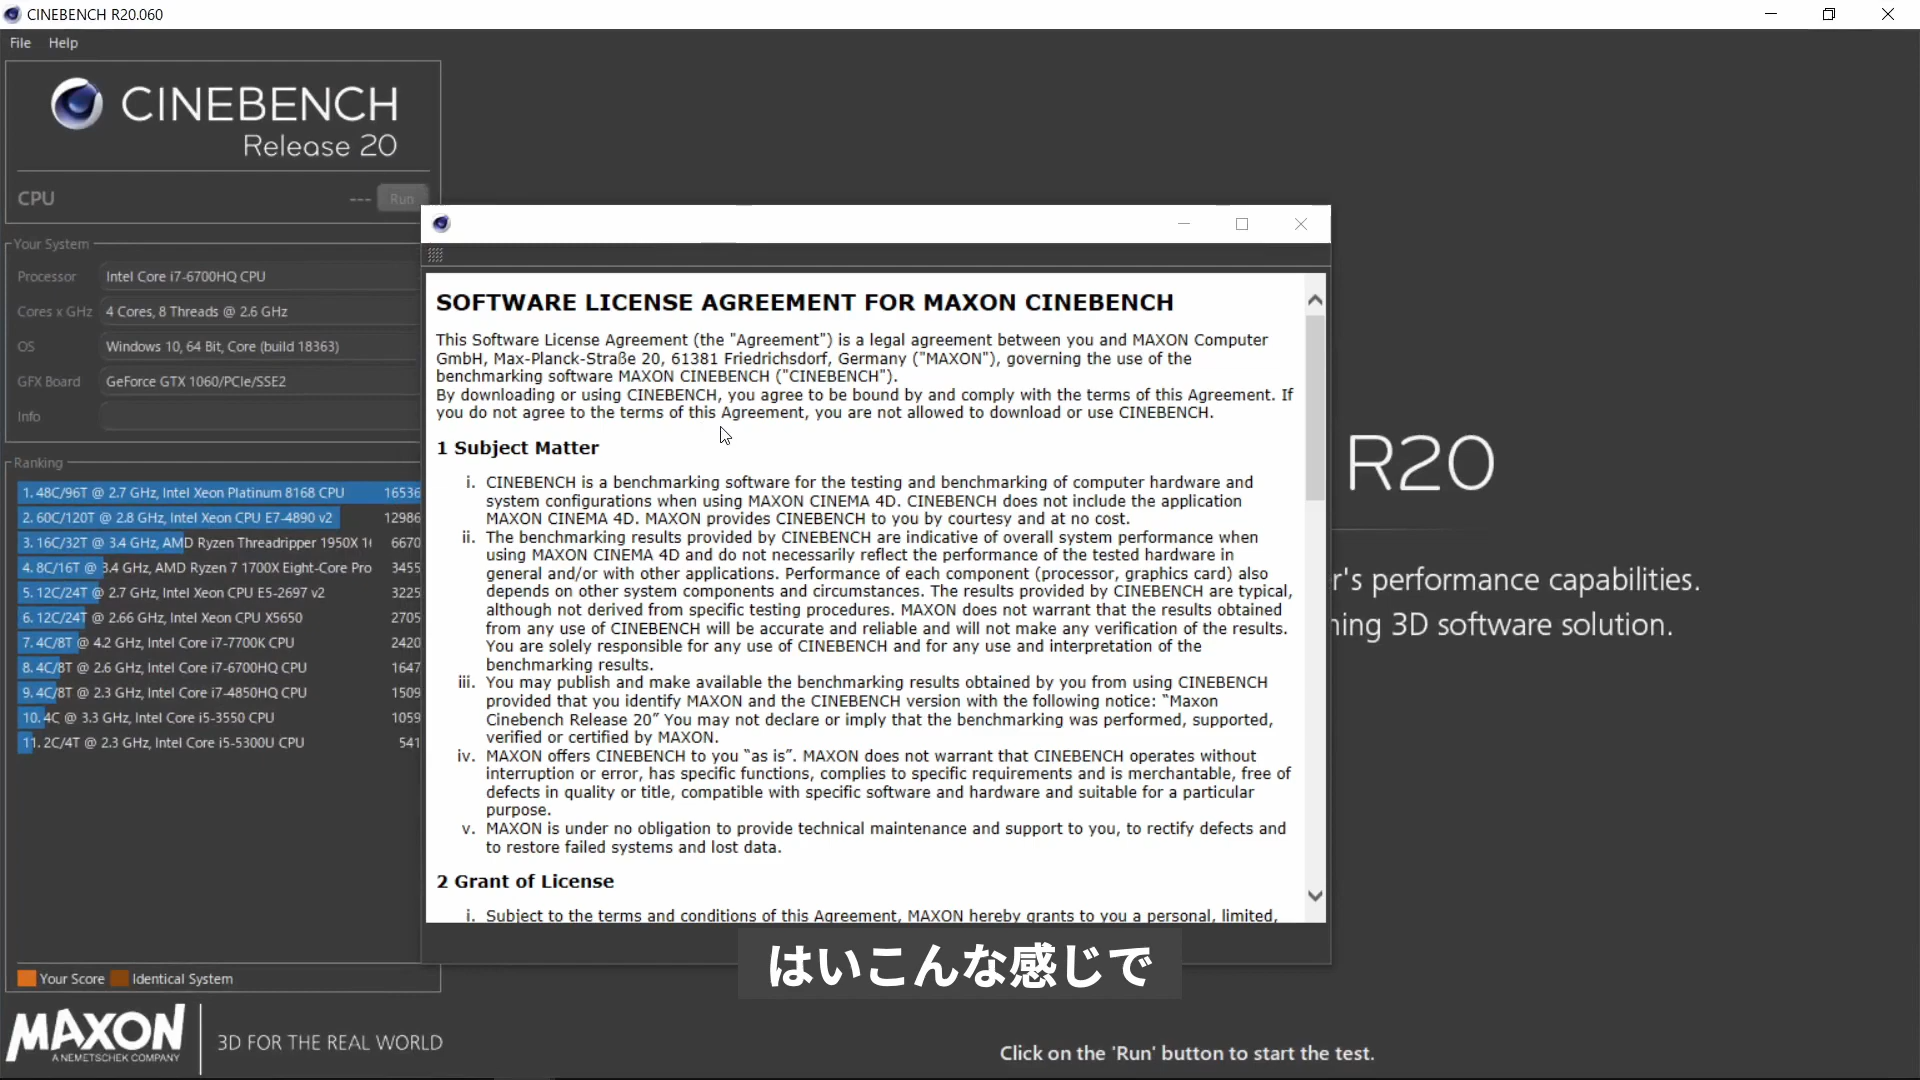 CINEBENCH R20.060
File Help
CINEBENCH
Release 20
CPU --- Run
Your System
Processor Intel Core i7-6700HQ CPU
Cores x GHz 4 Cores, 8 Threads @ 2.6 GHz
OS Windows 10, 64 Bit, Core (build 18363)
GFX Board GeForce GTX 1060/PCIe/SSE2
Info
Ranking
1. 48C/96T @ 2.7 GHz, Intel Xeon Platinum 8168 CPU 16536
2. 60C/120T @ 2.8 GHz, Intel Xeon CPU E7-4890 v2 12986
3. 16C/32T @ 3.4 GHz, AMD Ryzen Threadripper 1950X 1 6670
4. 8C/16T @ 3.4 GHz, AMD Ryzen 7 1700X Eight-Core Pro 3455
5. 12C/24T @ 2.7 GHz, Intel Xeon CPU E5-2697 v2 3225
6. 12C/24T @ 2.66 GHz, Intel Xeon CPU X5650 2705
7. 4C/8T @ 4.2 GHz, Intel Core i7-7700K CPU 2420
8. 4C/8T @ 2.6 GHz, Intel Core i7-6700HQ CPU 1647
9. 4C/8T @ 2.3 GHz, Intel Core i7-4850HQ CPU 1509
10. 4C @ 3.3 GHz, Intel Core i5-3550 CPU 1059
11. 2C/4T @ 2.3 GHz, Intel Core i5-5300U CPU 541
Your Score Identical System
MAXON
A NEMETSCHEK COMPANY
3D FOR THE REAL WORLD
SOFTWARE LICENSE AGREEMENT FOR MAXON CINEBENCH
This Software License Agreement (the "Agreement") is a legal agreement between you and MAXON Computer
GmbH, Max-Planck-Straße 20, 61381 Friedrichsdorf, Germany ("MAXON"), governing the use of the
benchmarking software MAXON CINEBENCH ("CINEBENCH").
By downloading or using CINEBENCH, you agree to be bound by and comply with the terms of this Agreement. If
you do not agree to the terms of this Agreement, you are not allowed to download or use CINEBENCH.
1 Subject Matter
i. CINEBENCH is a benchmarking software for the testing and benchmarking of computer hardware and
system configurations when using MAXON CINEMA 4D. CINEBENCH does not include the application
MAXON CINEMA 4D. MAXON provides CINEBENCH to you by courtesy and at no cost.
ii. The benchmarking results provided by CINEBENCH are indicative of overall system performance when
using MAXON CINEMA 4D and do not necessarily reflect the performance of the tested hardware in
general and/or with other applications. Performance of each component (processor, graphics card) also
depends on other system components and circumstances. The results provided by CINEBENCH are typical,
although not derived from specific testing procedures. MAXON does not warrant that the results obtained
from any use of CINEBENCH will be accurate and reliable and will not make any verification of the results.
You are solely responsible for any use of CINEBENCH and for any use and interpretation of the
benchmarking results.
iii. You may publish and make available the benchmarking results obtained by you from using CINEBENCH
provided that you identify MAXON and the CINEBENCH version with the following notice: “Maxon
Cinebench Release 20” You may not declare or imply that the benchmarking was performed, supported,
verified or certified by MAXON.
iv. MAXON offers CINEBENCH to you “as is”. MAXON does not warrant that CINEBENCH operates without
interruption or error, has specific functions, complies to specific requirements and is merchantable, free of
defects in quality or title, compatible with specific software and hardware and suitable for a particular
purpose.
v. MAXON is under no obligation to provide technical maintenance and support to you, to rectify defects and
to restore failed systems and lost data.
2 Grant of License
i. Subject to the terms and conditions of this Agreement, MAXON hereby grants to you a personal, limited,
R20
r's performance capabilities.
ning 3D software solution.
はいこんな感じで
Click on the 'Run' button to start the test.